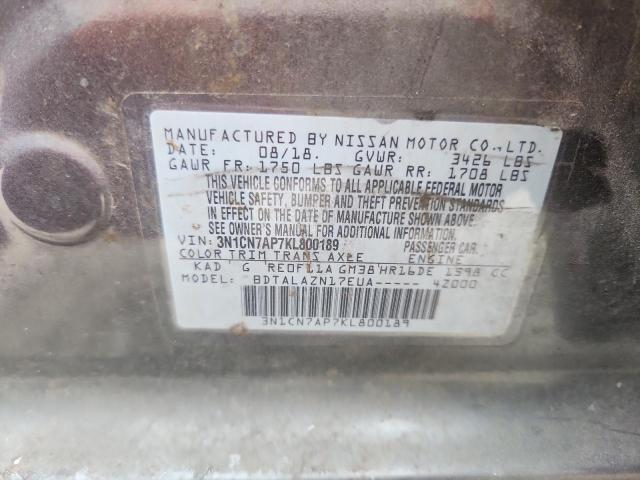 MANUFACTURED BY NISSAN MOTOR CO.,LTD.
DATE: 08/18. GVWR: 3426 LBS
GAWR FR: 1750 LBS GAWR RR: 1708 LBS
THIS VEHICLE CONFORMS TO ALL APPLICABLE FEDERAL MOTOR
VEHICLE SAFETY, BUMPER AND THEFT PREVENTION STANDARDS
IN EFFECT ON THE DATE OF MANUFACTURE SHOWN ABOVE.
SEE OWNER'S MANUAL FOR ADDITIONAL INFORMATION.
VIN: 3N1CN7AP7KL800189 PASSENGER CAR.
COLOR TRIM TRANS AXLE ENGINE
KAD G RE0F11A GM38 HR16DE 1598 CC
MODEL: BDTALAZN17EUA----- 4Z000
3N1CN7AP7KL800189